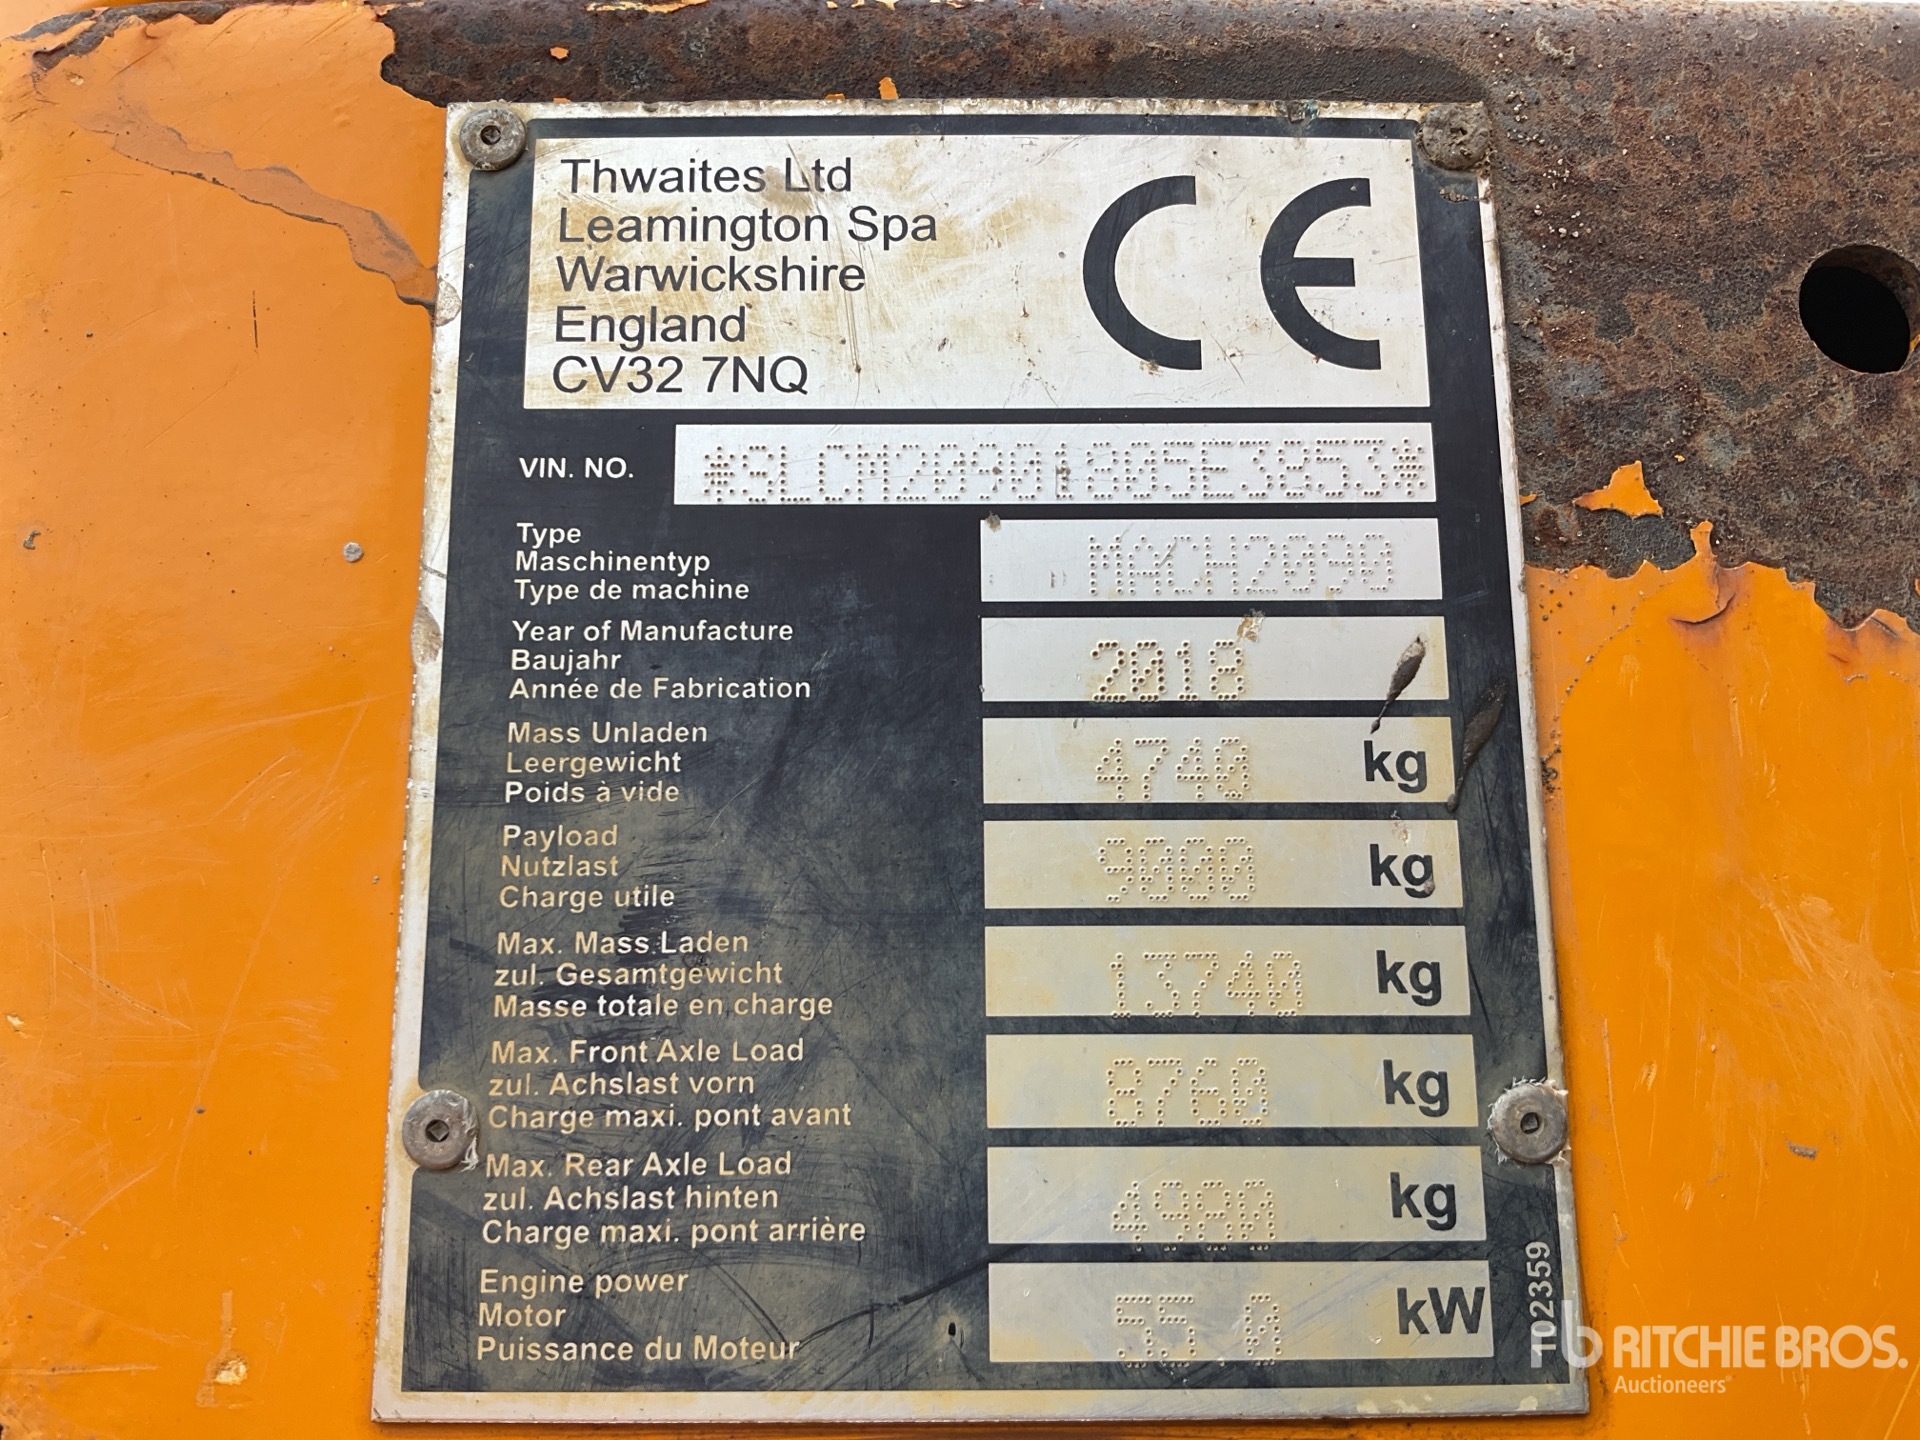 Thwaites Ltd
Leamington Spa
Warwickshire
England
CV32 7NQ
CE
VIN. NO. *SLCM2090180SE3853*
Type
Maschinentyp
Type de machine
MACH2090
Year of Manufacture
Baujahr
Année de Fabrication
2018
Mass Unladen
Leergewicht
Poids à vide
4740 kg
Payload
Nutzlast
Charge utile
9000 kg
Max. Mass Laden
zul. Gesamtgewicht
Masse totale en charge
13740 kg
Max. Front Axle Load
zul. Achslast vorn
Charge maxi. pont avant
8760 kg
Max. Rear Axle Load
zul. Achslast hinten
Charge maxi. pont arrière
4980 kg
Engine power
Motor
Puissance du Moteur
55.0 kW
102359
rb RITCHIE BROS.
Auctioneers